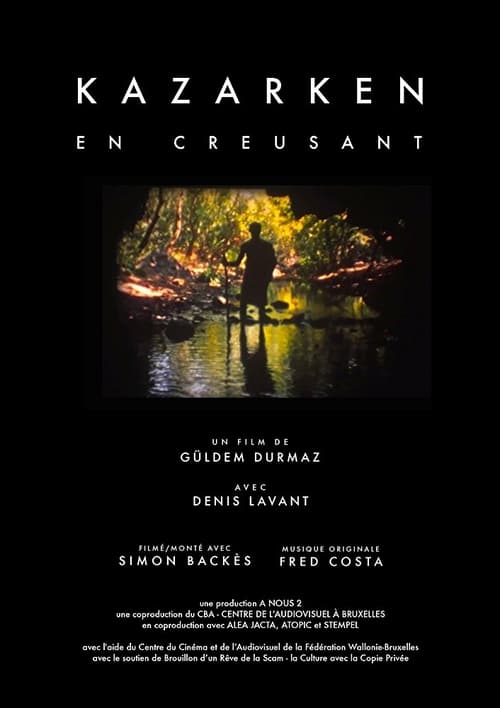 KAZARKEN
EN CREUSANT
UN FILM DE
GÜLDEM DURMAZ
AVEC
DENIS LAVANT
FILMÉ/MONTÉ AVEC
SIMON BACKÈS
MUSIQUE ORIGINALE
FRED COSTA
une production A NOUS 2
une coproduction du CBA - CENTRE DE L'AUDIOVISUEL À BRUXELLES
en coproduction avec ALEA JACTA, ATOPIC et STEMPEL
avec l'aide du Centre du Cinéma et de l'Audiovisuel de la Fédération Wallonie-Bruxelles
avec le soutien de Brouillon d'un Rêve de la Scam - la Culture avec la Copie Privée